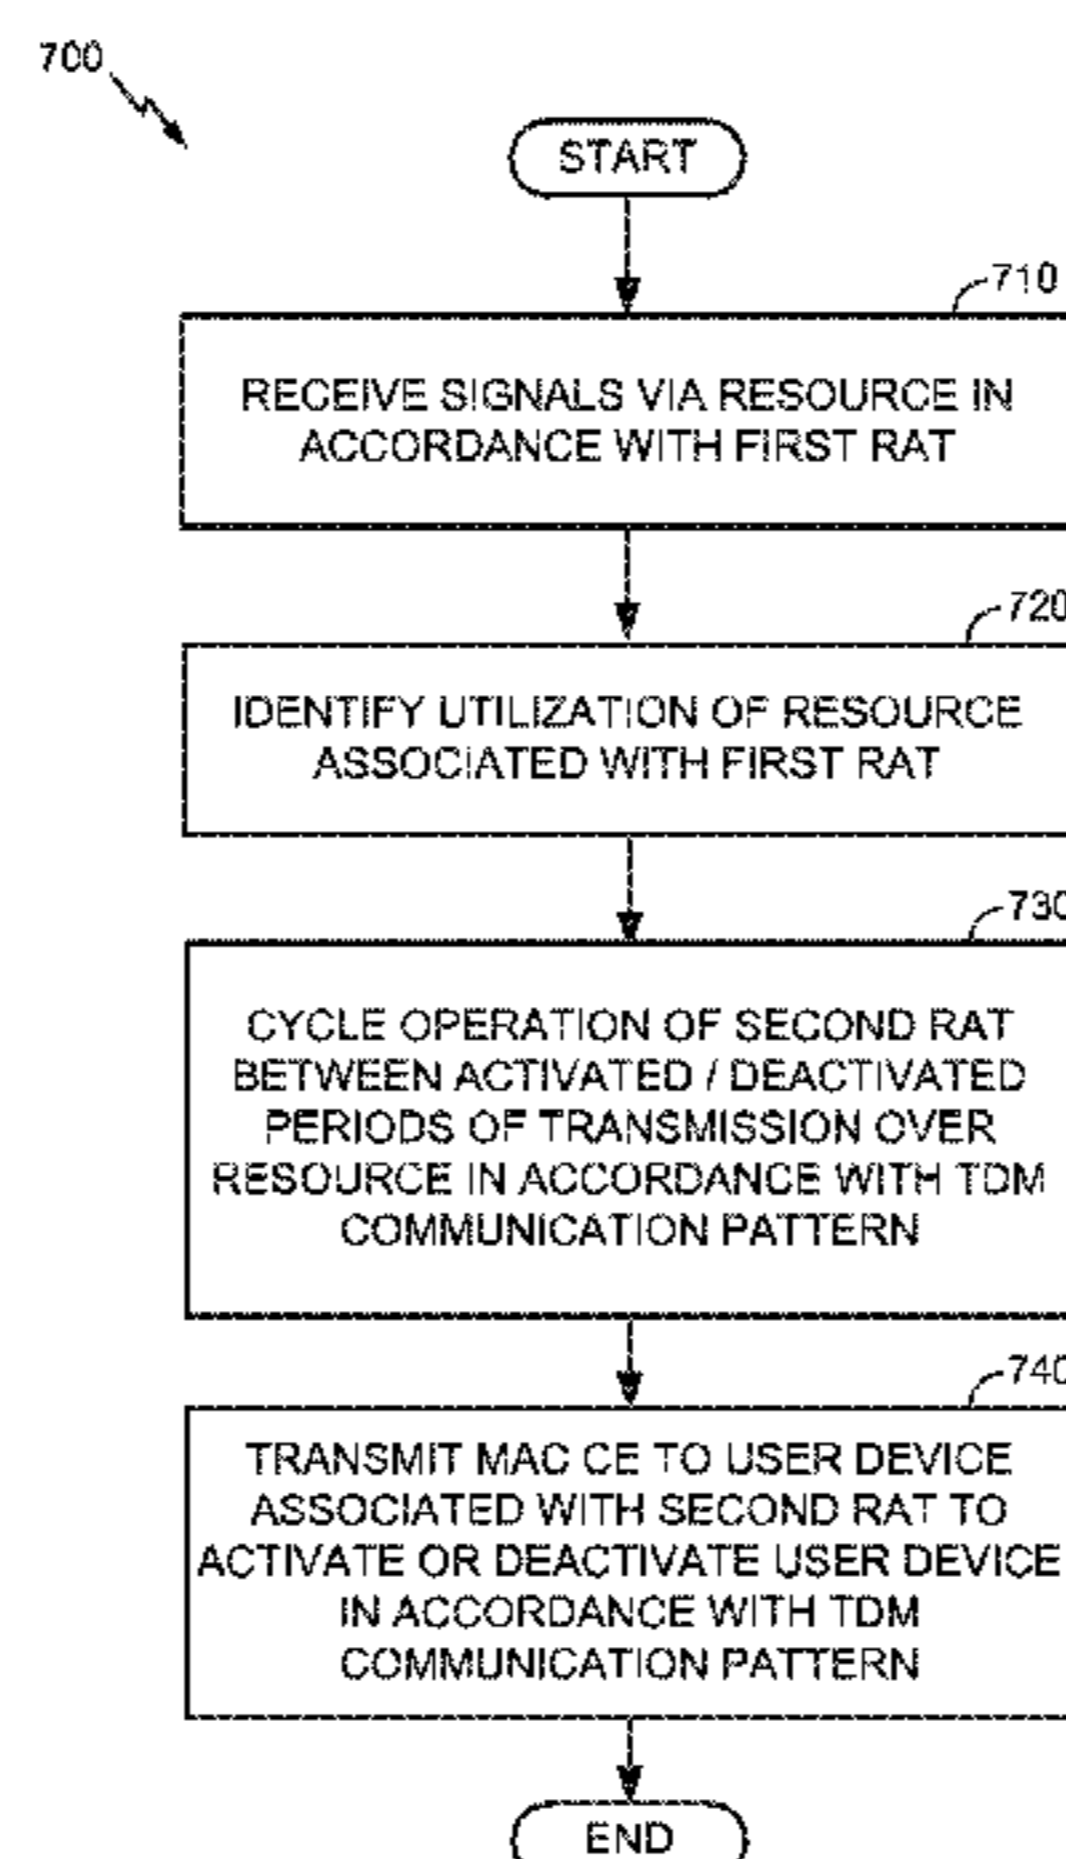 700
START
710
RECEIVE SIGNALS VIA RESOURCE IN
ACCORDANCE WITH FIRST RAT
720
IDENTIFY UTILIZATION OF RESOURCE
ASSOCIATED WITH FIRST RAT
730
CYCLE OPERATION OF SECOND RAT
BETWEEN ACTIVATED / DEACTIVATED
PERIODS OF TRANSMISSION OVER
RESOURCE IN ACCORDANCE WITH TDM
COMMUNICATION PATTERN
740
TRANSMIT MAC CE TO USER DEVICE
ASSOCIATED WITH SECOND RAT TO
ACTIVATE OR DEACTIVATE USER DEVICE
IN ACCORDANCE WITH TDM
COMMUNICATION PATTERN
END